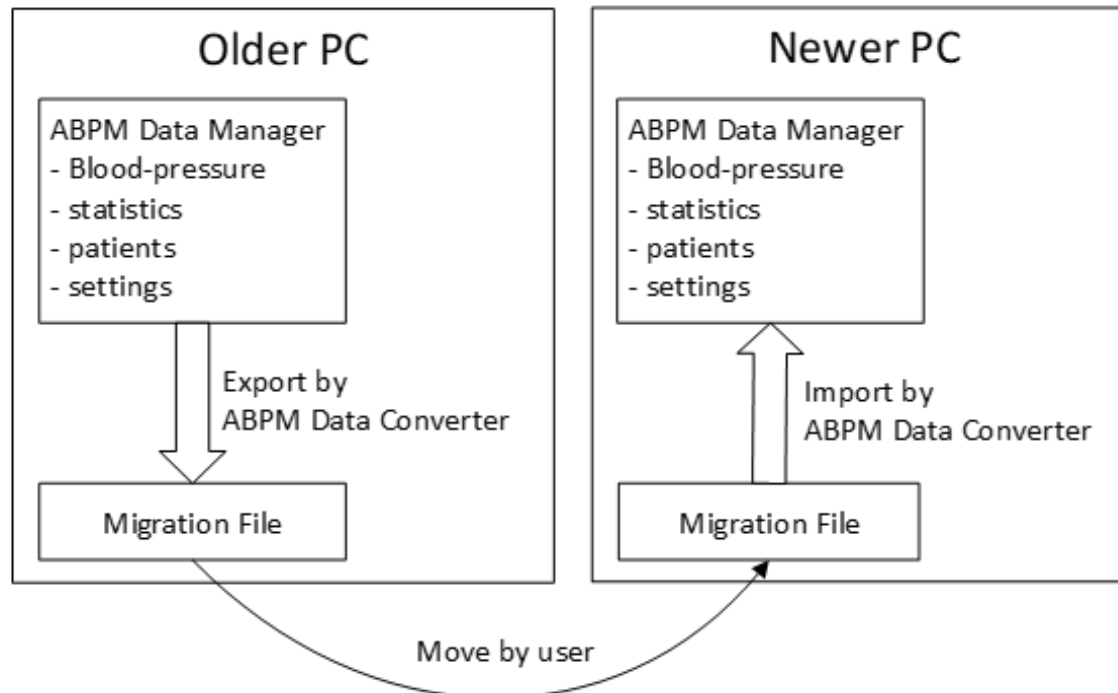 Older PC
ABPM Data Manager
- Blood-pressure
- statistics
- patients
- settings
Export by
ABPM Data Converter
Migration File
Newer PC
ABPM Data Manager
- Blood-pressure
- statistics
- patients
- settings
Import by
ABPM Data Converter
Migration File
Move by user